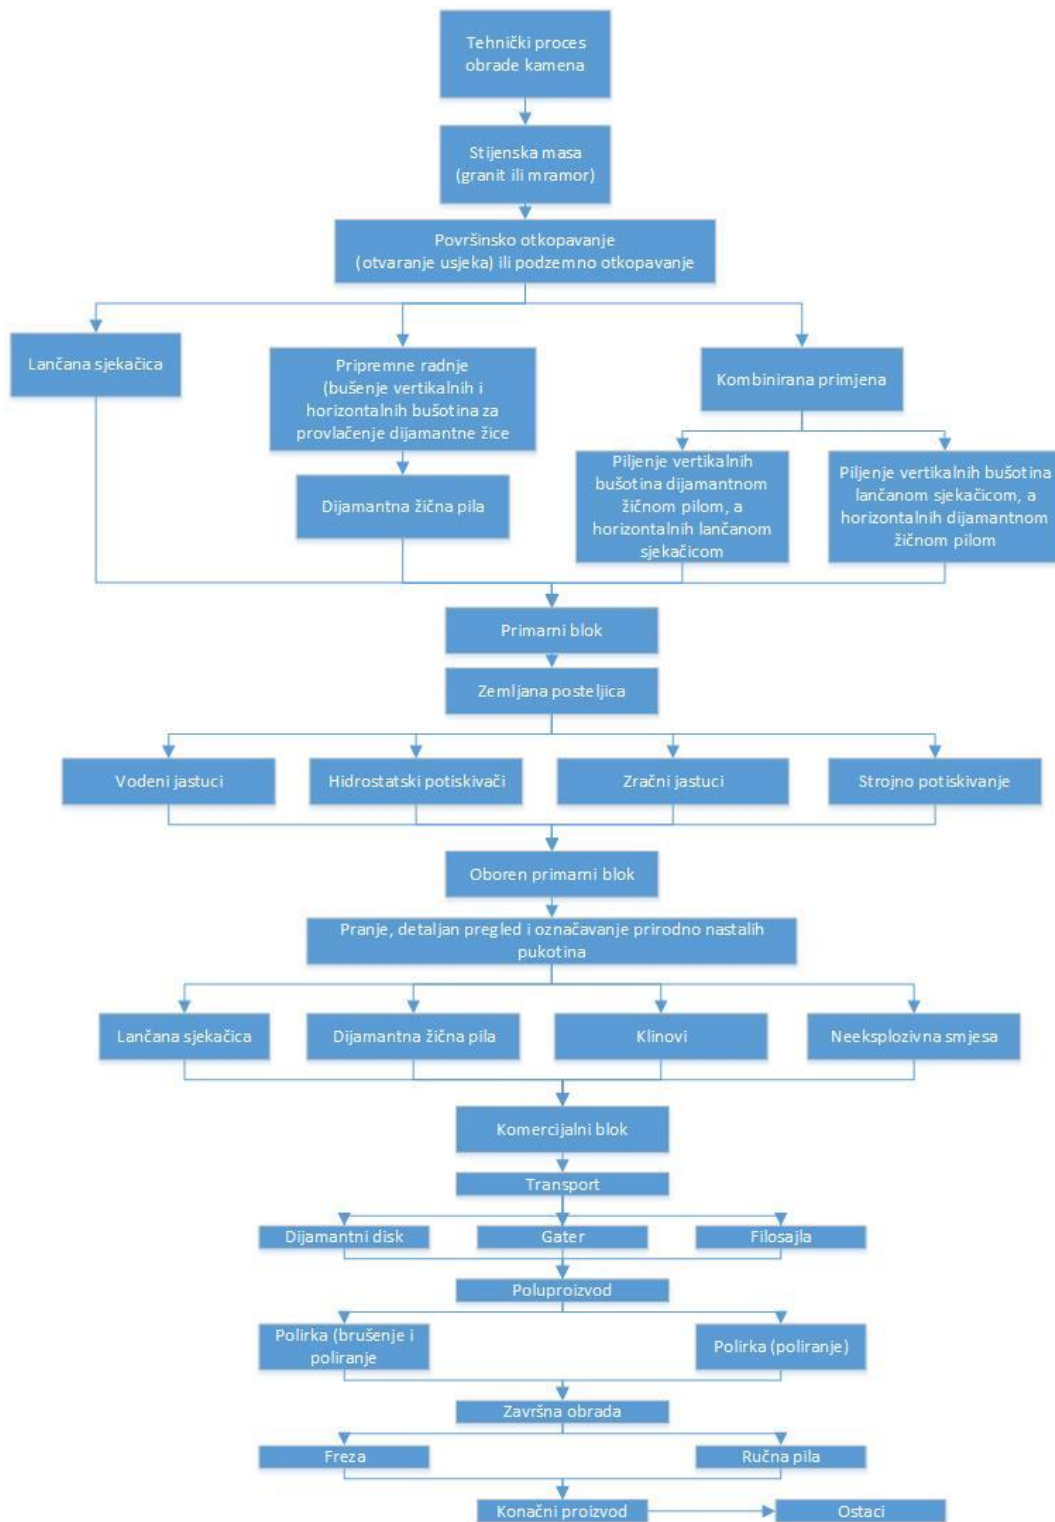 Tehnički proces
obrade kamena
Stijenska masa
(granit ili mramor)
Površinsko otkopavanje
(otvaranje usjeka) ili podzemno otkopavanje
Lančana sjekačica
Pripremne radnje
(bušenje vertikalnih i
horizontalnih bušotina za
provlačenje dijamantne žice
Kombinirana primjena
Dijamantna žična pila
Piljenje vertikalnih
bušotina dijamantnom
žičnom pilom, a
horizontalnih lančanom
sjekačicom
Piljenje vertikalnih bušotina
lančanom sjekačicom, a
horizontalnih dijamantnom
žičnom pilom
Primarni blok
Zemljana posteljica
Vodeni jastuci
Hidrostatski potiskivači
Zračni jastuci
Strojno potiskivanje
Oboren primarni blok
Pranje, detaljan pregled i označavanje prirodno nastalih
pukotina
Lančana sjekačica
Dijamantna žična pila
Klinovi
Neeksplozivna smjesa
Komercijalni blok
Transport
Dijamantni disk
Gater
Filosajla
Poluproizvod
Polirka (brušenje i
poliranje
Polirka (poliranje)
Završna obrada
Freza
Ručna pila
Konačni proizvod
Ostaci